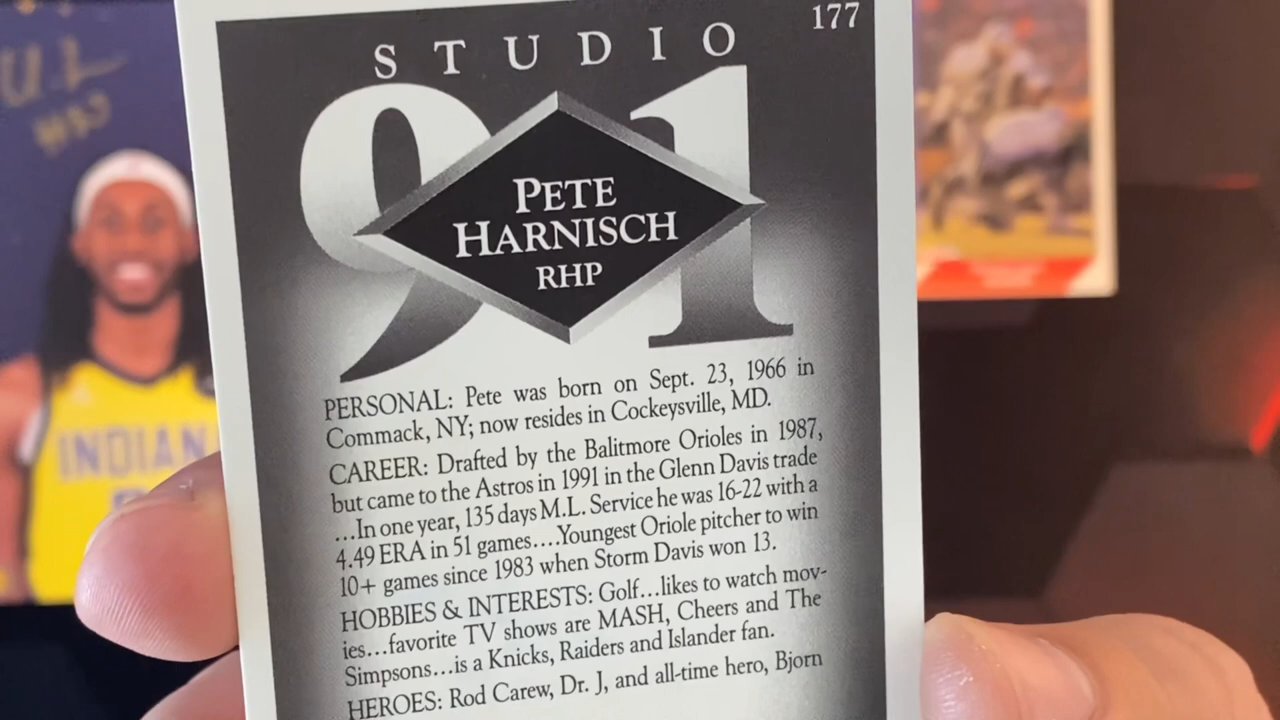 177
STUDIO
91
PETE
HARNISCH
RHP
PERSONAL: Pete was born on Sept. 23, 1966 in
Commack, NY; now resides in Cockeysville, MD.
CAREER: Drafted by the Balitmore Orioles in 1987,
but came to the Astros in 1991 in the Glenn Davis trade
...In one year, 135 days M.L. Service he was 16-22 with a
4.49 ERA in 51 games....Youngest Oriole pitcher to win
10+ games since 1983 when Storm Davis won 13.
HOBBIES & INTERESTS: Golf...likes to watch mov-
ies...favorite TV shows are MASH, Cheers and The
Simpsons...is a Knicks, Raiders and Islander fan.
HEROES: Rod Carew, Dr. J, and all-time hero, Bjorn
INDIAN